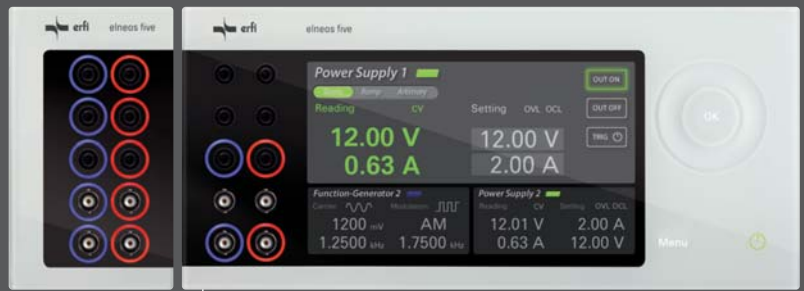 erfi elneos five
erfi elneos five
Power Supply 1
Ramp Arbitrary
Reading CV Setting OVL OCL
OUT ON
12.00 V 12.00 V
OUT OFF
0.63 A 2.00 A
TRIG
OK
Function-Generator 2
Carrier Modulation
1200 mV AM
1.2500 kHz 1.7500 kHz
Power Supply 2
Reading CV Setting OVL OCL
12.01 V 2.00 A
0.63 A 12.00 V
Menu